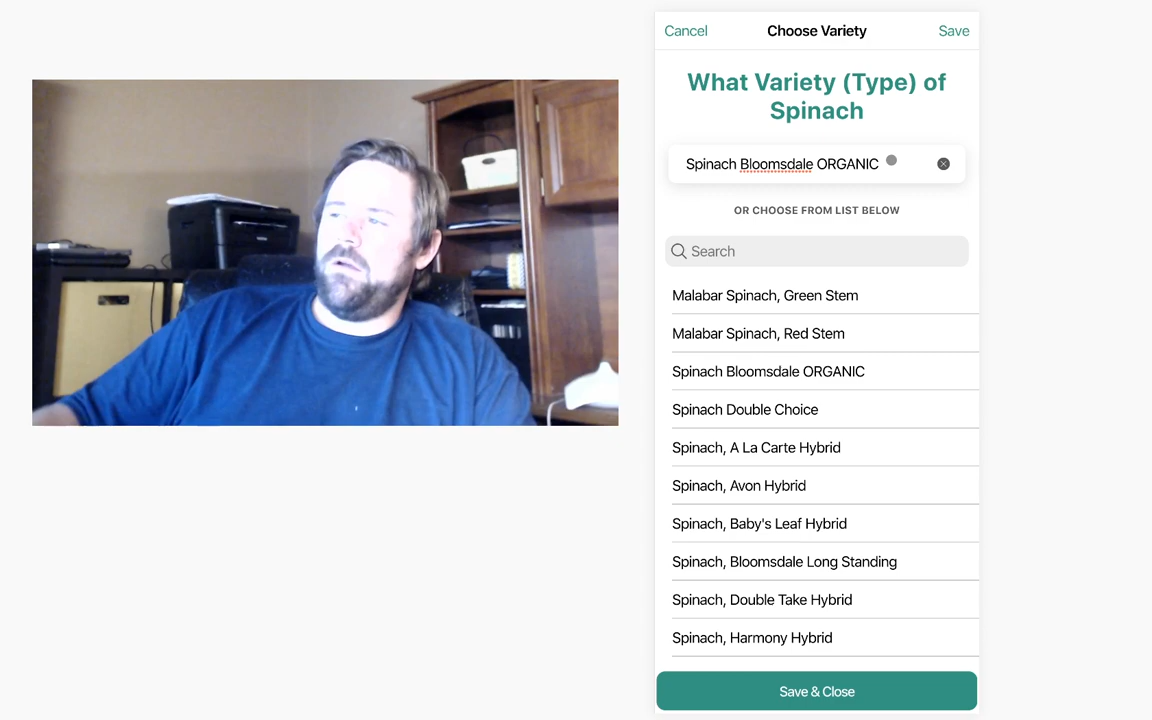 Cancel
Choose Variety
Save
What Variety (Type) of
Spinach
Spinach Bloomsdale ORGANIC
OR CHOOSE FROM LIST BELOW
Search
Malabar Spinach, Green Stem
Malabar Spinach, Red Stem
Spinach Bloomsdale ORGANIC
Spinach Double Choice
Spinach, A La Carte Hybrid
Spinach, Avon Hybrid
Spinach, Baby's Leaf Hybrid
Spinach, Bloomsdale Long Standing
Spinach, Double Take Hybrid
Spinach, Harmony Hybrid
Save & Close